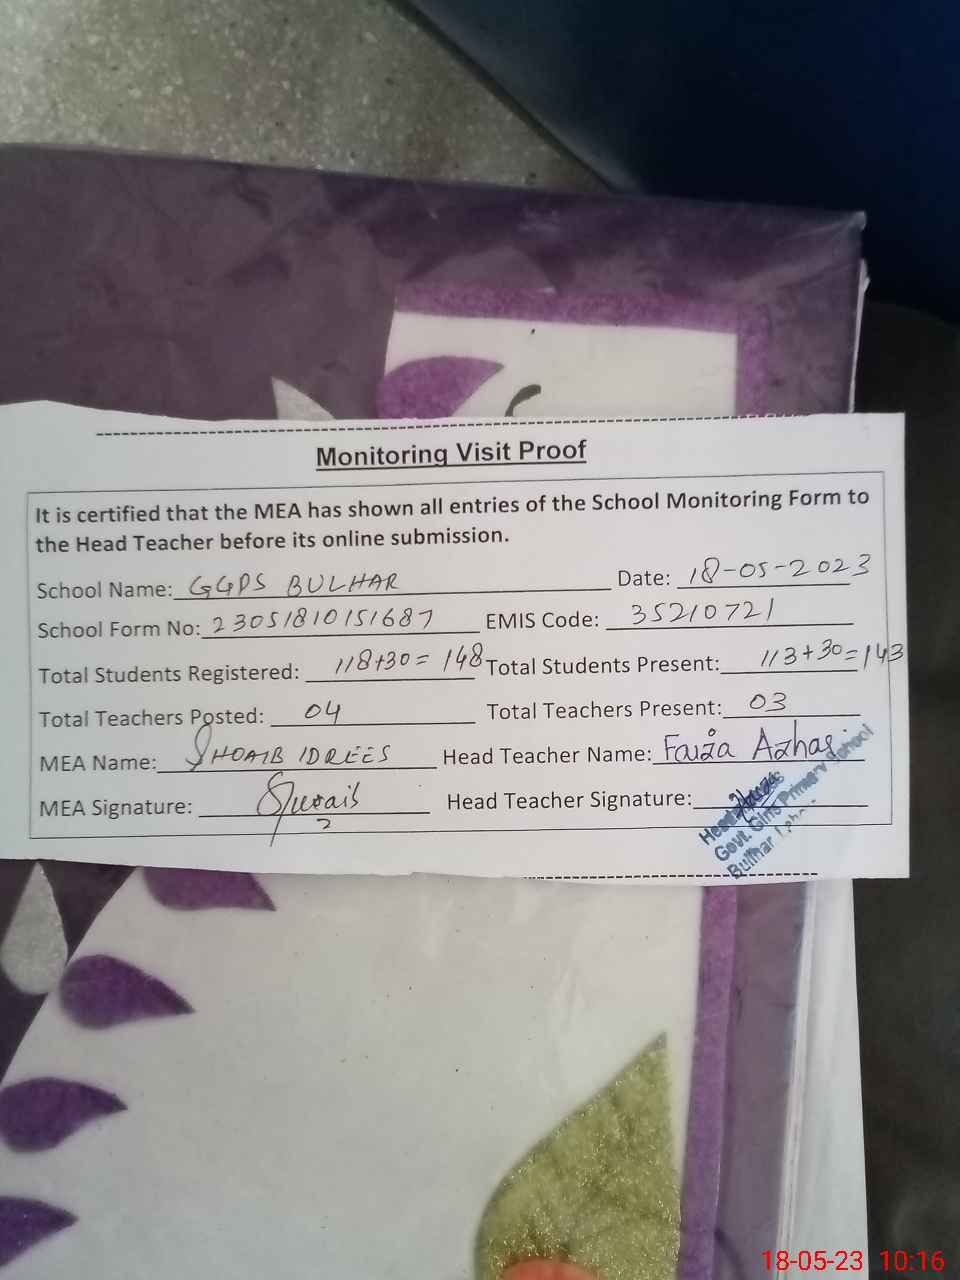 Monitoring Visit Proof
It is certified that the MEA has shown all entries of the School Monitoring Form to
the Head Teacher before its online submission.
School Name: GGPS BULHAR Date: 18-05-2023
School Form No: 23051810151687 EMIS Code: 35210721
Total Students Registered: 118+30=148 Total Students Present: 113+30=143
Total Teachers Posted: 04 Total Teachers Present: 03
MEA Name: SHOAIB IDREES Head Teacher Name: Faiza Azhar
MEA Signature: Shoaib Head Teacher Signature:
Head
Govt. Girls Primary School
Bulhar
18-05-23 10:16